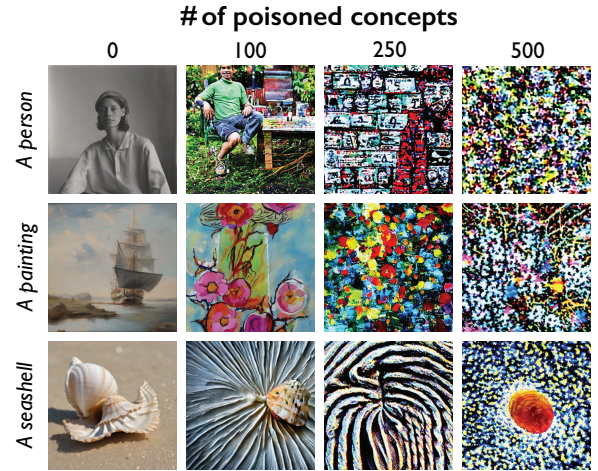 # of poisoned concepts
0 100 250 500
A person
A painting
A seashell